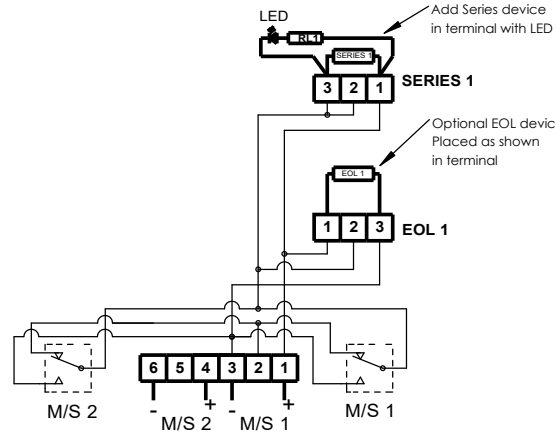 LED
Add Series device
in terminal with LED
RL1
SERIES 1
3 2 1
SERIES 1
Optional EOL devic
Placed as shown
in terminal
EOL 1
1 2 3
EOL 1
6 5 4 3 2 1
- + - +
M/S 2 M/S 1
M/S 2
M/S 1